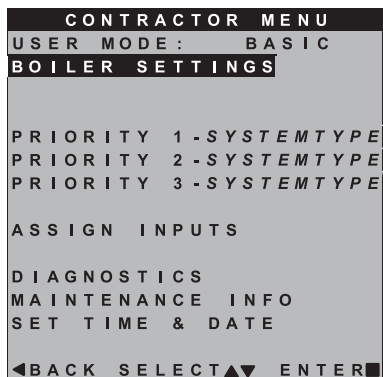 CONTRACTOR MENU
USER MODE: BASIC
BOILER SETTINGS
PRIORITY 1-SYSTEMTYPE
PRIORITY 2-SYSTEMTYPE
PRIORITY 3-SYSTEMTYPE
ASSIGN INPUTS
DIAGNOSTICS
MAINTENANCE INFO
SET TIME & DATE
◀BACK SELECT▲▼ ENTER■